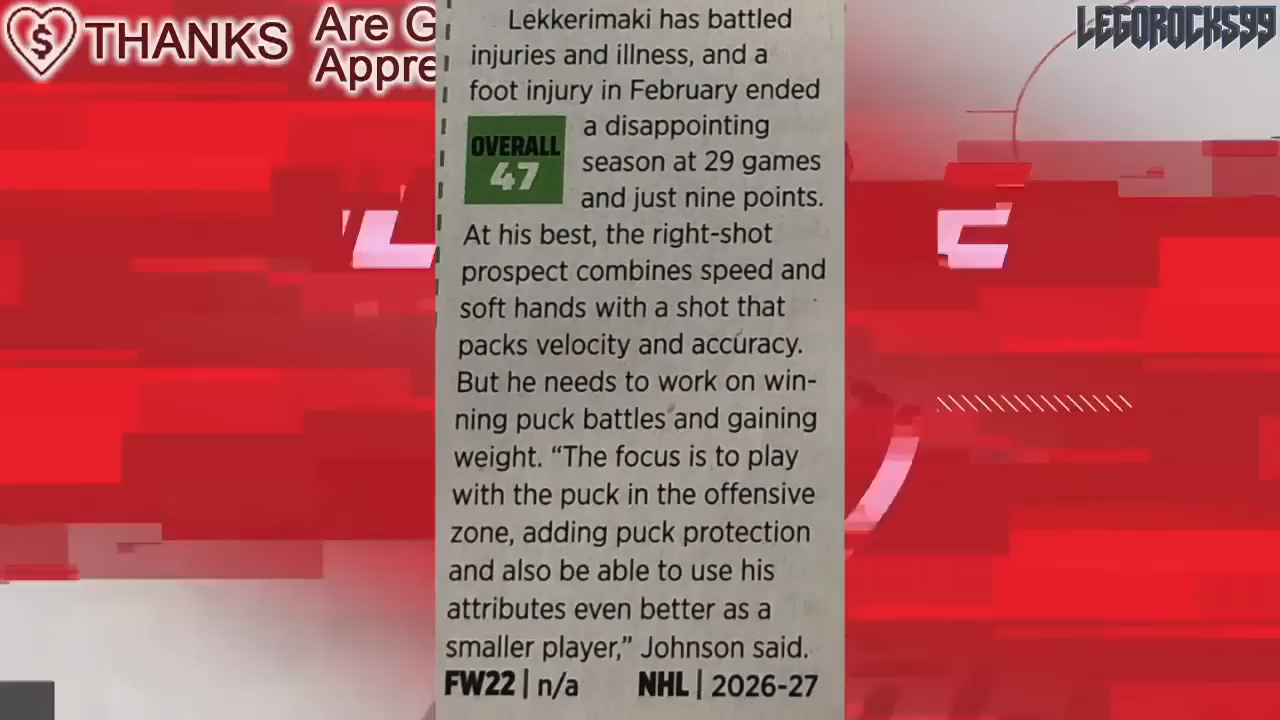 THANKS
Are G
Appre
LEGOROCKS99
Lekkerimaki has battled
injuries and illness, and a
foot injury in February ended
a disappointing
season at 29 games
and just nine points.
OVERALL
47
At his best, the right-shot
prospect combines speed and
soft hands with a shot that
packs velocity and accuracy.
But he needs to work on win-
ning puck battles and gaining
weight. “The focus is to play
with the puck in the offensive
zone, adding puck protection
and also be able to use his
attributes even better as a
smaller player,” Johnson said.
FW22 | n/a NHL | 2026-27